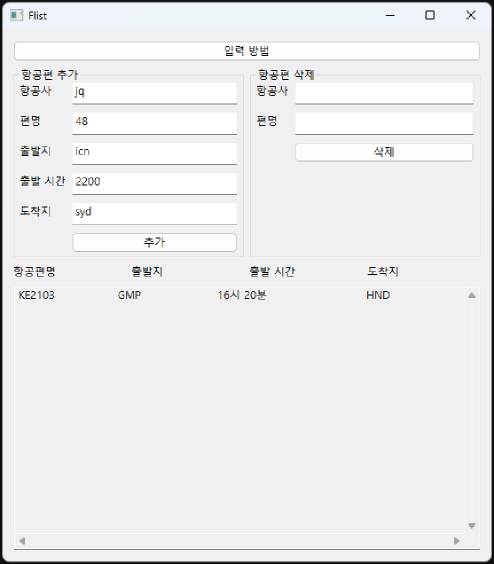 Flist
입력 방법
항공편 추가
항공사 jq
편명 48
출발지 icn
출발 시간 2200
도착지 syd
추가
항공편 삭제
항공사
편명
삭제
항공편명 출발지 출발 시간 도착지
KE2103 GMP 16시 20분 HND